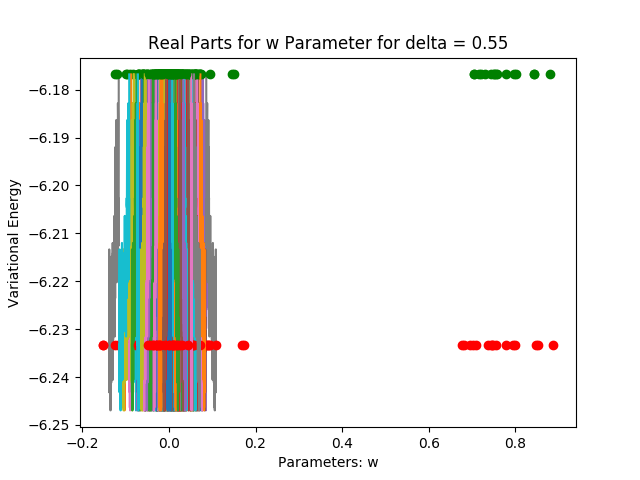 Real Parts for w Parameter for delta = 0.55
−6.18
−6.19
−6.20
−6.21
−6.22
−6.23
−6.24
−6.25
Variational Energy
−0.2 0.0 0.2 0.4 0.6 0.8
Parameters: w